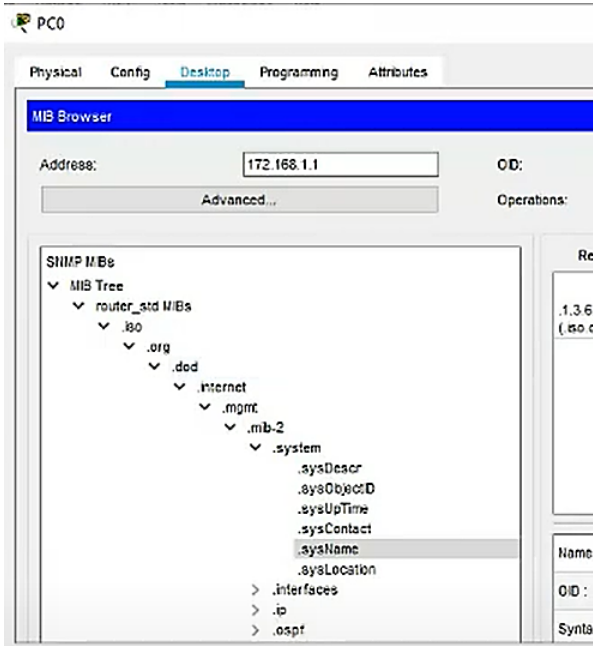 PC0
Physical Config Desktop Programming Attributes
MIB Browser
Address: 172.168.1.1 OID:
Advanced... Operations:
SNMP MIBs
MIB Tree
router_std MIBs
.iso
.org
.dod
.internet
.mgmt
.mib-2
.system
.sysDescr
.sysObjectID
.sysUpTime
.sysContact
.sysName
.sysLocation
.interfaces
.ip
.ospf
Re
.1.3.6
(.iso.o
Name
OID :
Synta